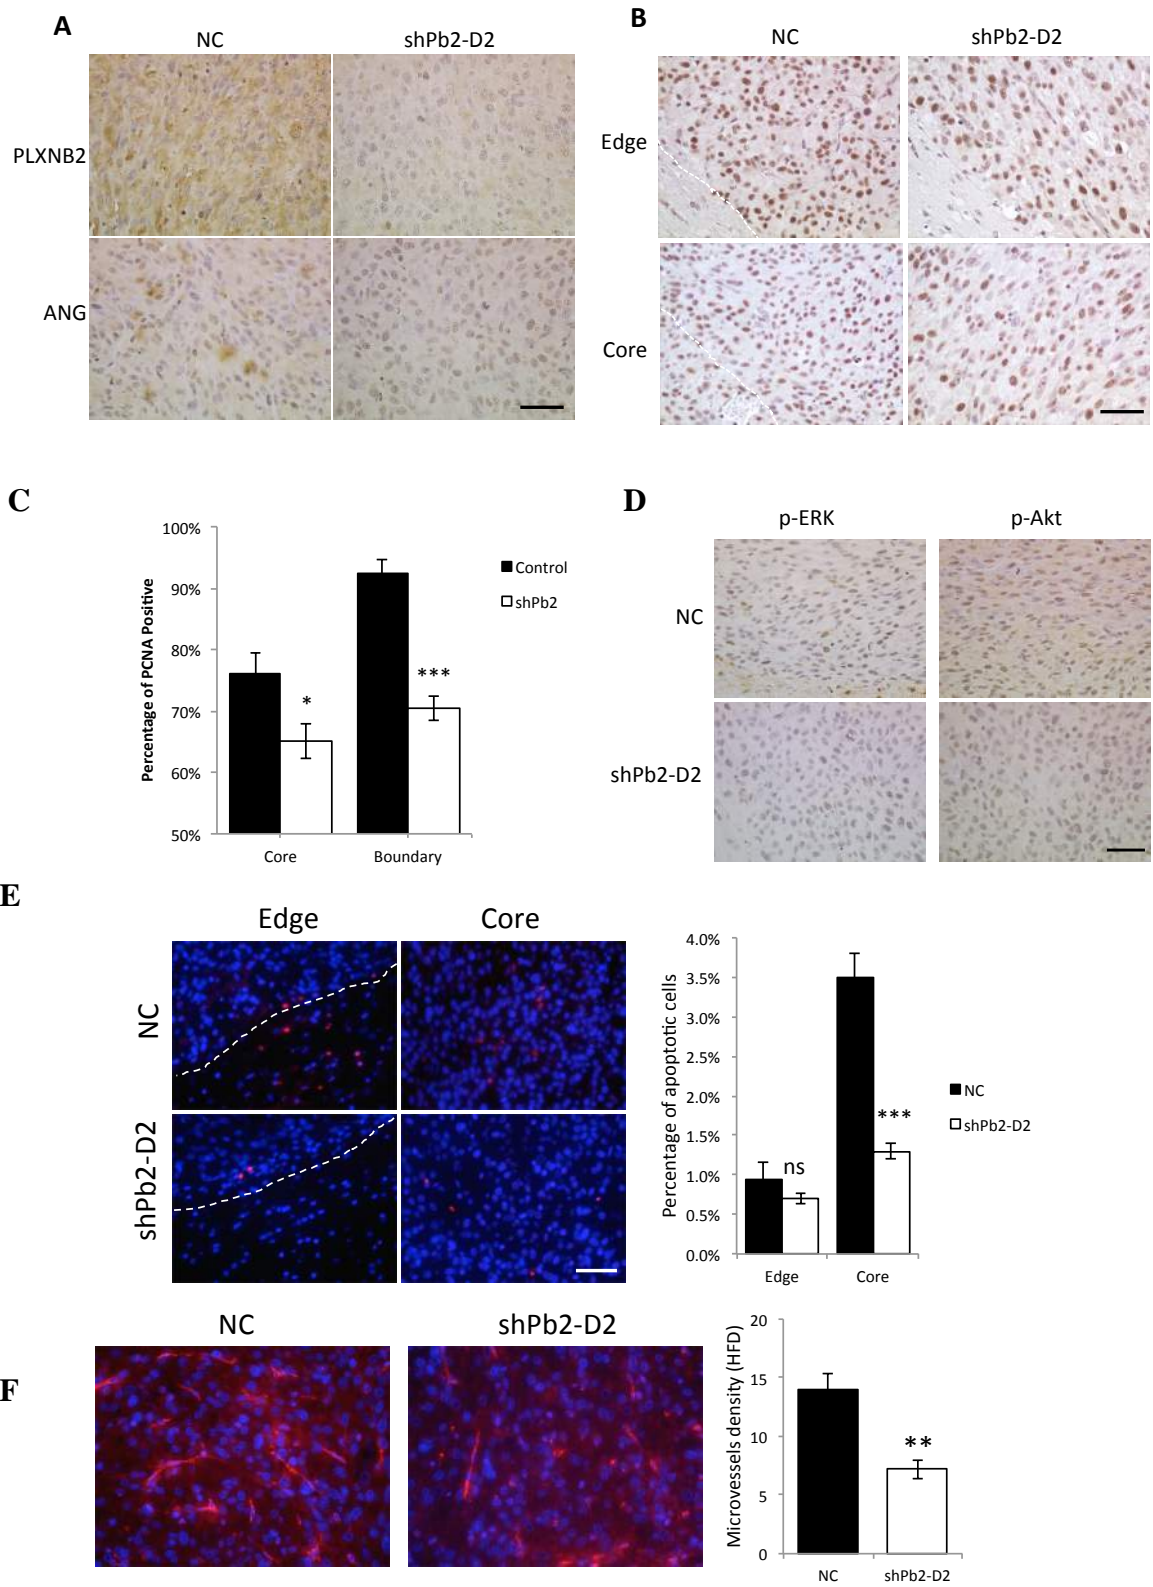 A
NC shPb2-D2
PLXNB2
ANG
B
NC shPb2-D2
Edge
Core
C
100%
90%
80%
70%
60%
50%
Percentage of PCNA Positive
*
***
Core Boundary
Control
shPb2
D
p-ERK p-Akt
NC
shPb2-D2
E
Edge Core
NC
shPb2-D2
4.0%
3.5%
3.0%
2.5%
2.0%
1.5%
1.0%
0.5%
0.0%
Percentage of apoptotic cells
ns
***
Edge Core
NC
shPb2-D2
F
NC shPb2-D2
20
15
10
5
0
Microvessels density (HFD)
**
NC shPb2-D2